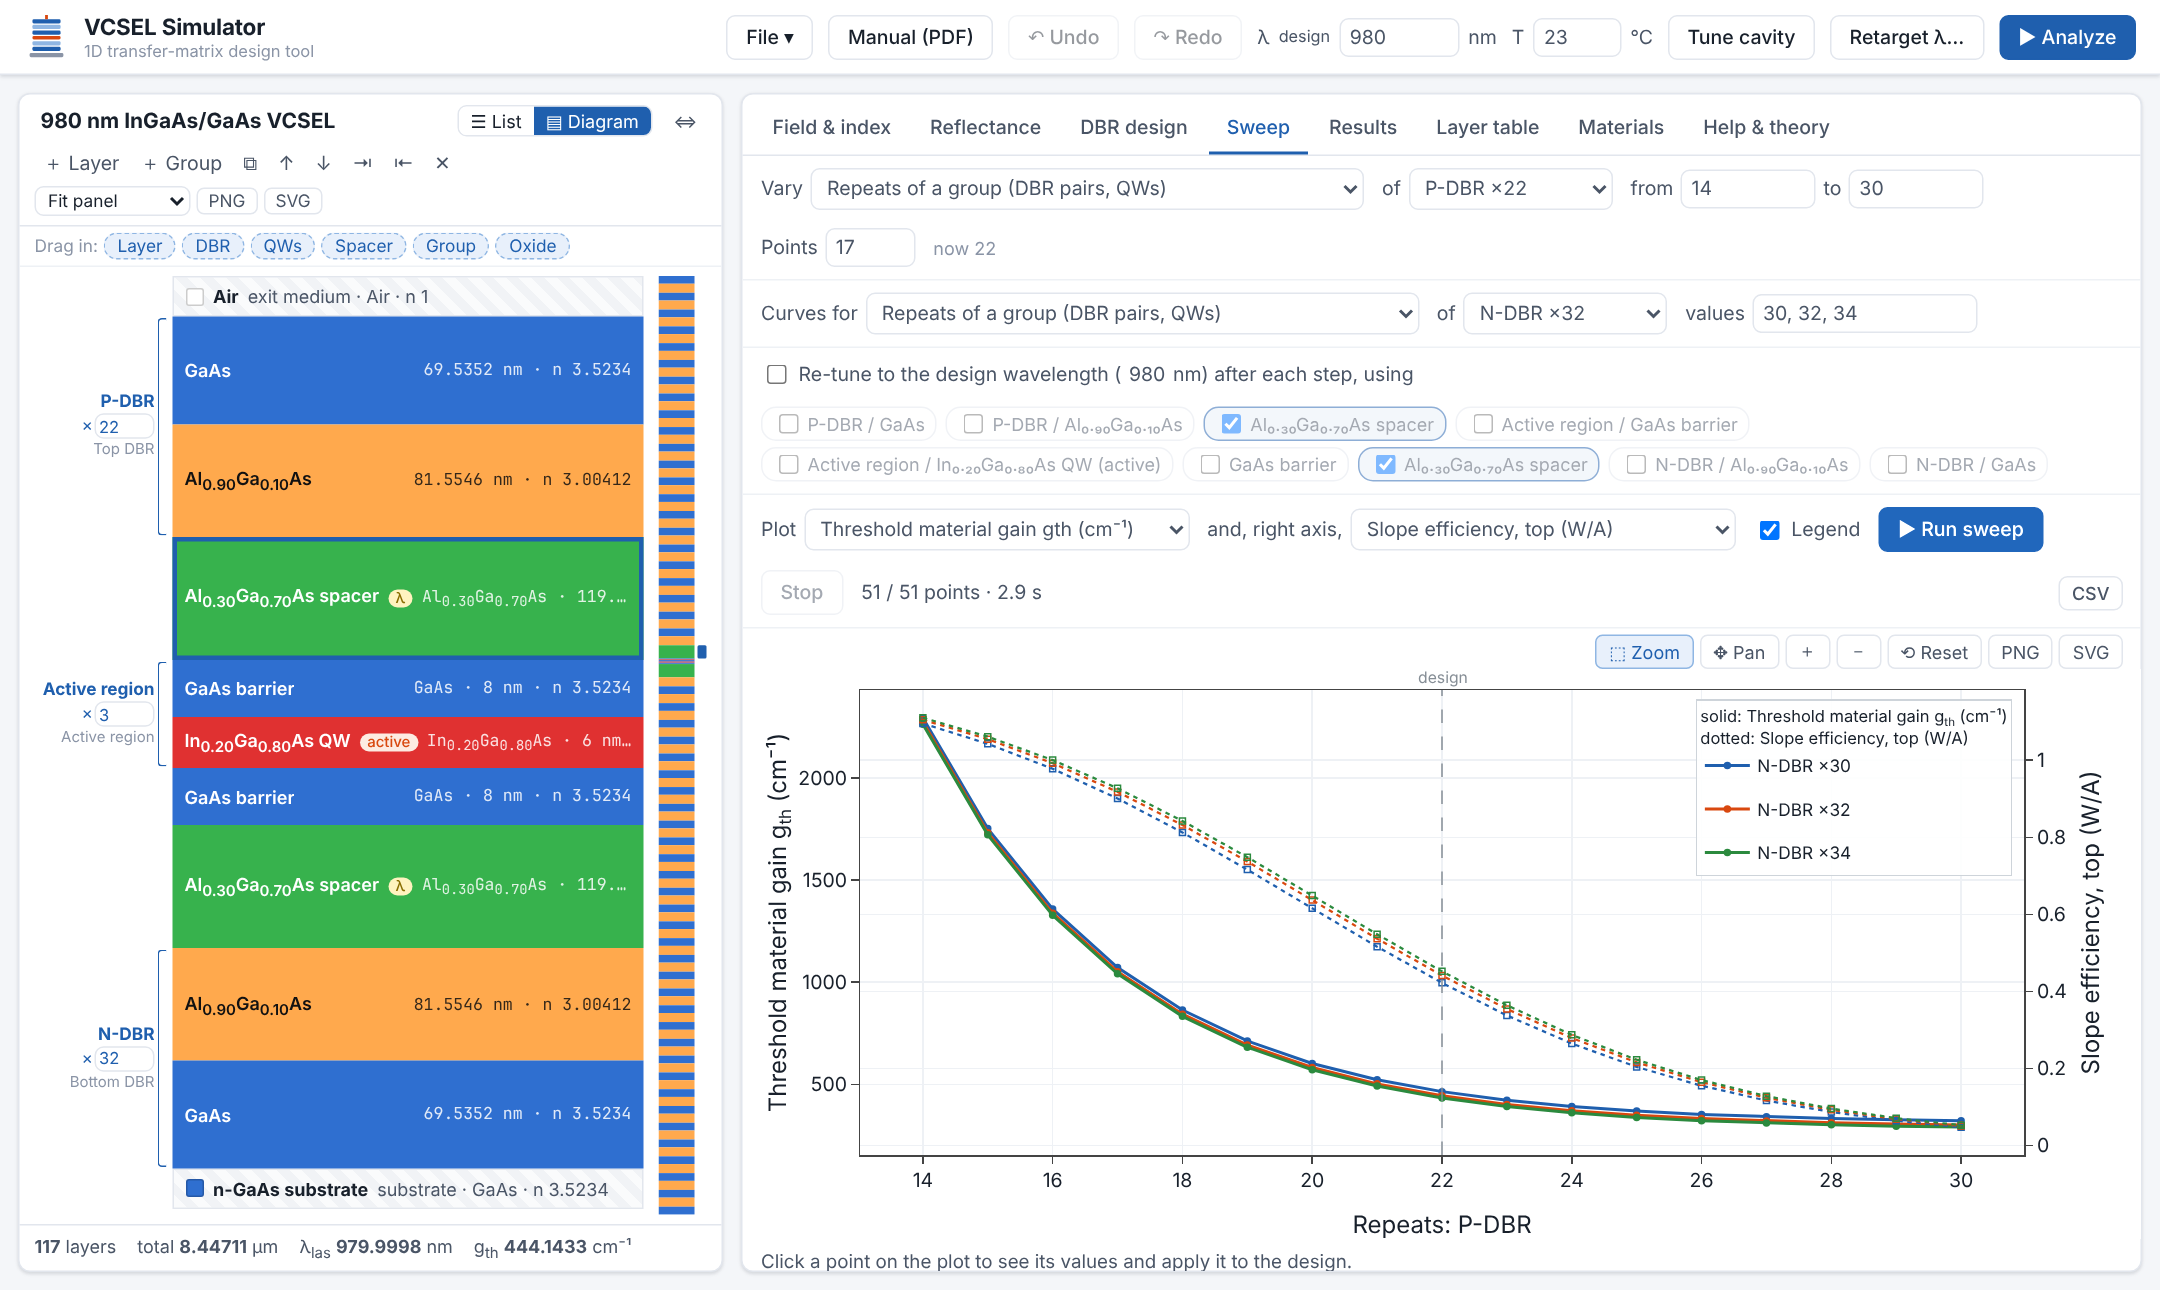 VCSEL Simulator
1D transfer-matrix design tool
File ▾ Manual (PDF) ↶ Undo ↷ Redo λ design 980 nm T 23 °C Tune cavity Retarget λ... ▶ Analyze
980 nm InGaAs/GaAs VCSEL ☰ List ▤ Diagram ⇔
+ Layer + Group ⧉ ↑ ↓ ⇥ ⇤ ✕
Fit panel PNG SVG
Drag in: Layer DBR QWs Spacer Group Oxide
Air exit medium · Air · n 1
GaAs 69.5352 nm · n 3.5234
P-DBR
× 22
Top DBR
Al₀.₉₀Ga₀.₁₀As 81.5546 nm · n 3.00412
Al₀.₃₀Ga₀.₇₀As spacer λ Al₀.₃₀Ga₀.₇₀As · 119.…
Active region
× 3
Active region
GaAs barrier GaAs · 8 nm · n 3.5234
In₀.₂₀Ga₀.₈₀As QW active In₀.₂₀Ga₀.₈₀As · 6 nm…
GaAs barrier GaAs · 8 nm · n 3.5234
Al₀.₃₀Ga₀.₇₀As spacer λ Al₀.₃₀Ga₀.₇₀As · 119.…
Al₀.₉₀Ga₀.₁₀As 81.5546 nm · n 3.00412
N-DBR
× 32
Bottom DBR
GaAs 69.5352 nm · n 3.5234
n-GaAs substrate substrate · GaAs · n 3.5234
117 layers total 8.44711 µm λlas 979.9998 nm gth 444.1433 cm⁻¹
Field & index Reflectance DBR design Sweep Results Layer table Materials Help & theory
Vary Repeats of a group (DBR pairs, QWs) of P-DBR ×22 from 14 to 30
Points 17 now 22
Curves for Repeats of a group (DBR pairs, QWs) of N-DBR ×32 values 30, 32, 34
Re-tune to the design wavelength ( 980 nm) after each step, using
P-DBR / GaAs P-DBR / Al₀.₉₀Ga₀.₁₀As Al₀.₃₀Ga₀.₇₀As spacer Active region / GaAs barrier
Active region / In₀.₂₀Ga₀.₈₀As QW (active) GaAs barrier Al₀.₃₀Ga₀.₇₀As spacer N-DBR / Al₀.₉₀Ga₀.₁₀As N-DBR / GaAs
Plot Threshold material gain gth (cm⁻¹) and, right axis, Slope efficiency, top (W/A) Legend ▶ Run sweep
Stop 51 / 51 points · 2.9 s CSV
Zoom ✥ Pan + − ⟲ Reset PNG SVG
design
solid: Threshold material gain gth (cm⁻¹)
dotted: Slope efficiency, top (W/A)
N-DBR ×30
N-DBR ×32
N-DBR ×34
Threshold material gain gth (cm⁻¹)
2000
1500
1000
500
Slope efficiency, top (W/A)
1
0.8
0.6
0.4
0.2
0
14 16 18 20 22 24 26 28 30
Repeats: P-DBR
Click a point on the plot to see its values and apply it to the design.